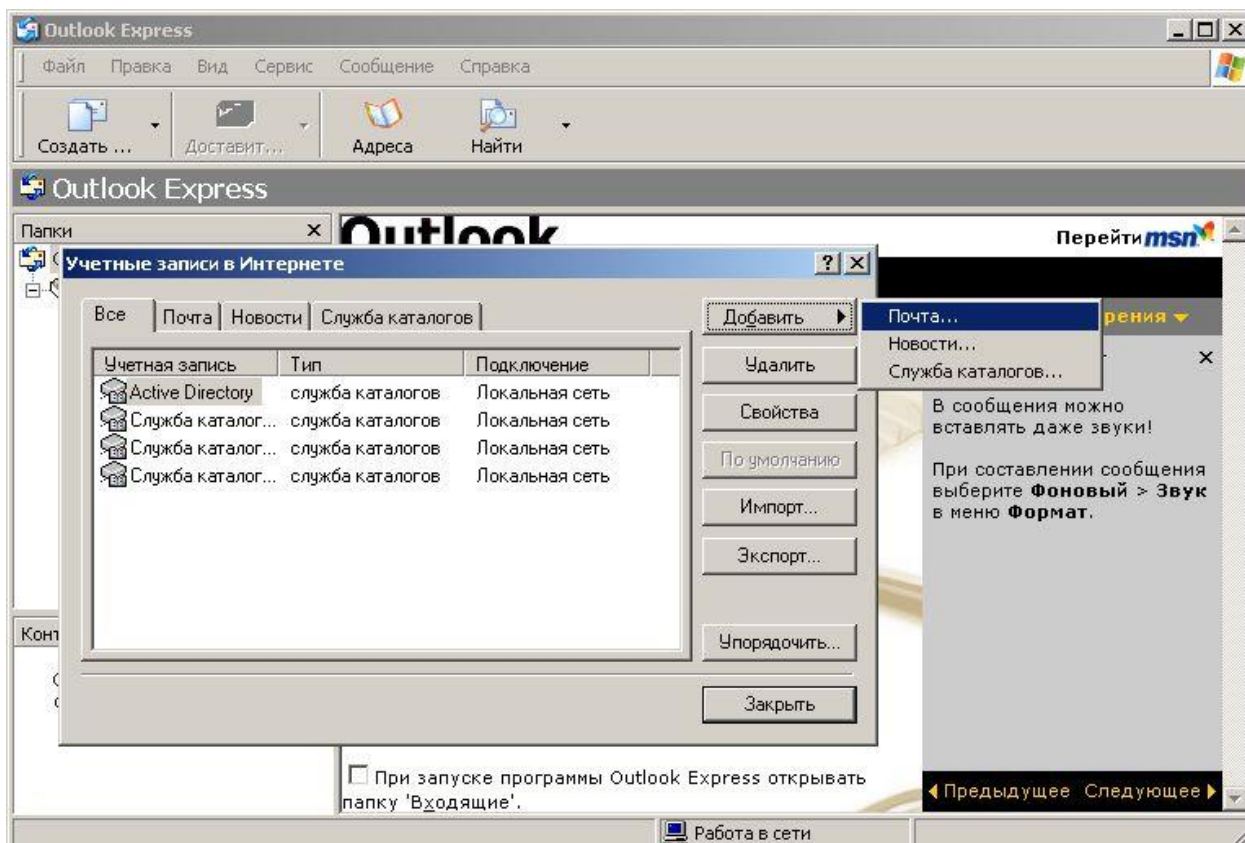 Outlook Express
Файл Правка Вид Сервис Сообщение Справка
Создать ... Доставит... Адреса Найти
Outlook Express
Папки
Outlook
Перейти msn
Учетные записи в Интернете
Все Почта Новости Служба каталогов
Учетная запись Тип Подключение
Active Directory служба каталогов Локальная сеть
Служба каталог... служба каталогов Локальная сеть
Служба каталог... служба каталогов Локальная сеть
Служба каталог... служба каталогов Локальная сеть
Добавить
Удалить
Свойства
По умолчанию
Импорт...
Экспорт...
Упорядочить...
Закрыть
Почта...
Новости...
Служба каталогов...
рения
В сообщения можно
вставлять даже звуки!
При составлении сообщения
выберите Фоновый > Звук
в меню Формат.
Конт
При запуске программы Outlook Express открывать
папку 'Входящие'.
Предыдущее Следующее
Работа в сети